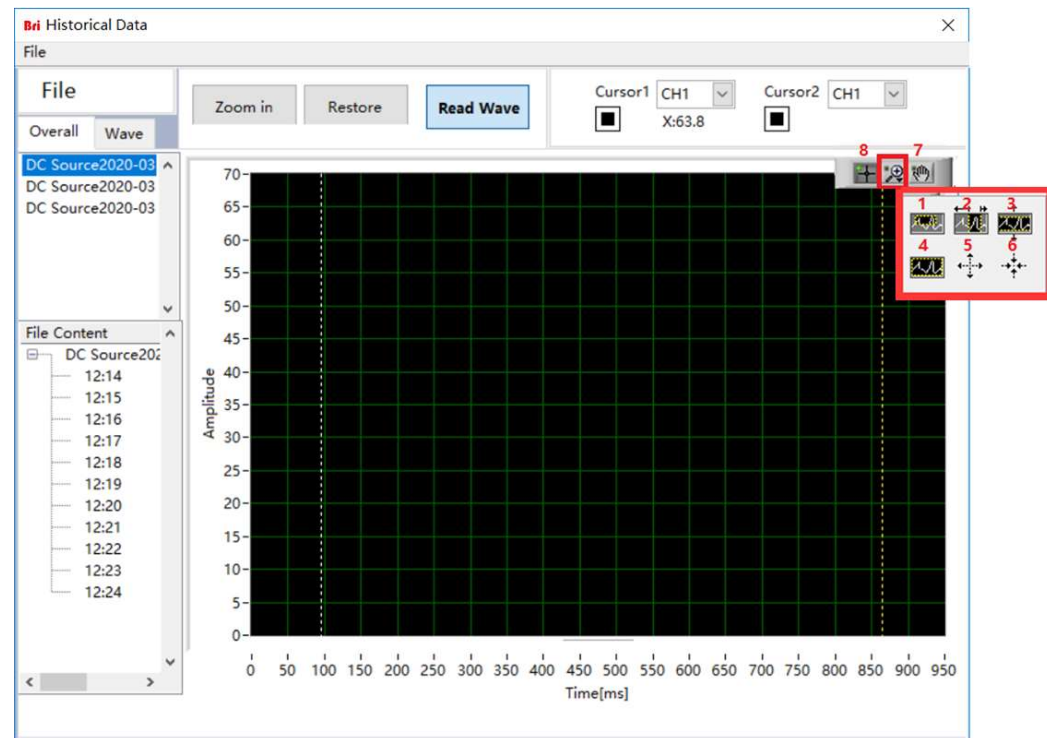 Bri Historical Data
File
File
Zoom in
Restore
Read Wave
Cursor1 CH1
X:63.8
Cursor2 CH1
Overall Wave
DC Source2020-03
DC Source2020-03
DC Source2020-03
File Content
DC Source202
12:14
12:15
12:16
12:17
12:18
12:19
12:20
12:21
12:22
12:23
12:24
8 7
1 2 3
4 5 6
Amplitude
70
65
60
55
50
45
40
35
30
25
20
15
10
5
0
0 50 100 150 200 250 300 350 400 450 500 550 600 650 700 750 800 850 900 950
Time[ms]